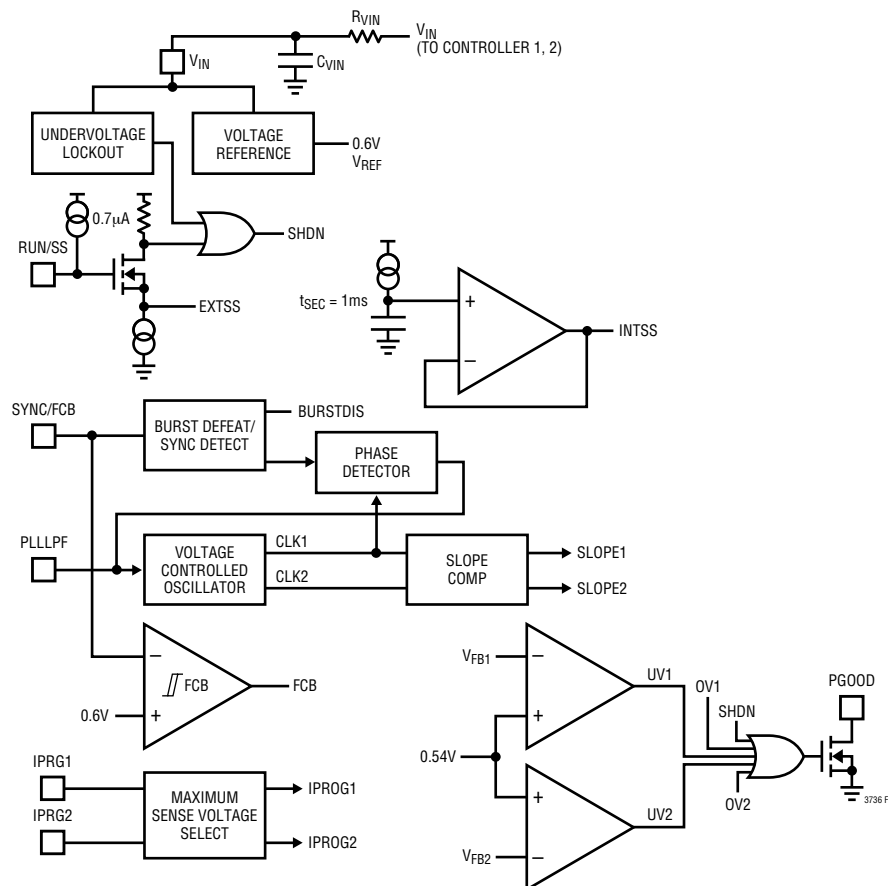 RVIN
VIN
(TO CONTROLLER 1, 2)
VIN
CVIN
UNDERVOLTAGE
LOCKOUT
VOLTAGE
REFERENCE
0.6V
VREF
0.7μA
RUN/SS
SHDN
EXTSS
tSEC = 1ms
+
–
INTSS
SYNC/FCB
BURST DEFEAT/
SYNC DETECT
BURSTDIS
PHASE
DETECTOR
PLLLPF
VOLTAGE
CONTROLLED
OSCILLATOR
CLK1
CLK2
SLOPE
COMP
SLOPE1
SLOPE2
–
FCB
+
FCB
0.6V
VFB1
–
+
UV1
OV1
SHDN
PGOOD
0.54V
IPRG1
IPRG2
MAXIMUM
SENSE VOLTAGE
SELECT
IPROG1
IPROG2
+
–
UV2
OV2
VFB2
3736 F